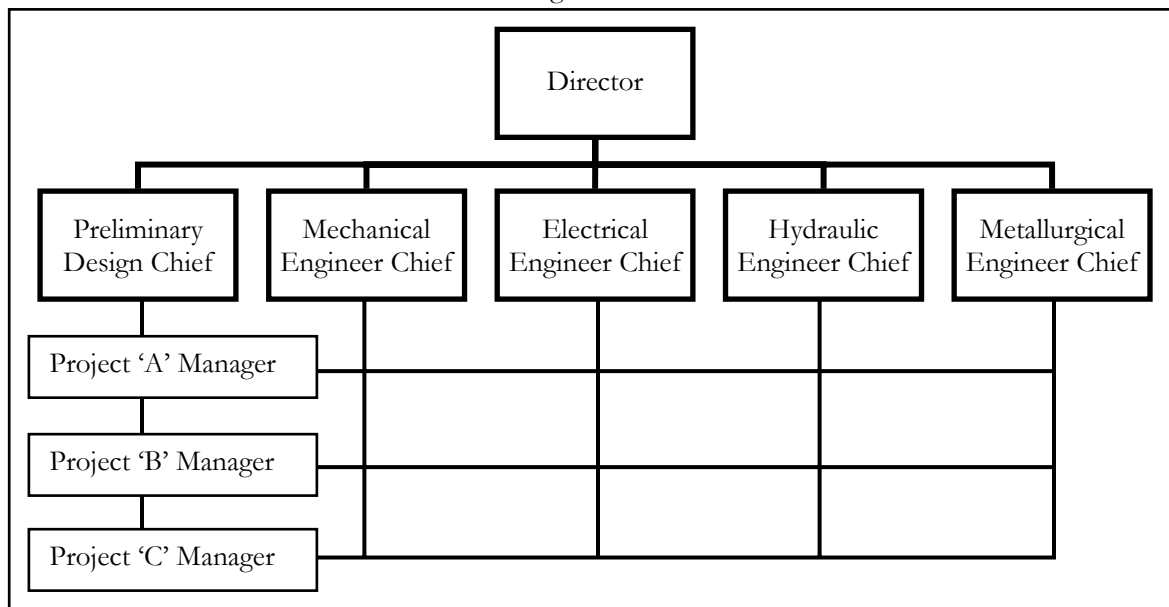 Director
Preliminary
Design Chief
Mechanical
Engineer Chief
Electrical
Engineer Chief
Hydraulic
Engineer Chief
Metallurgical
Engineer Chief
Project ‘A’ Manager
Project ‘B’ Manager
Project ‘C’ Manager